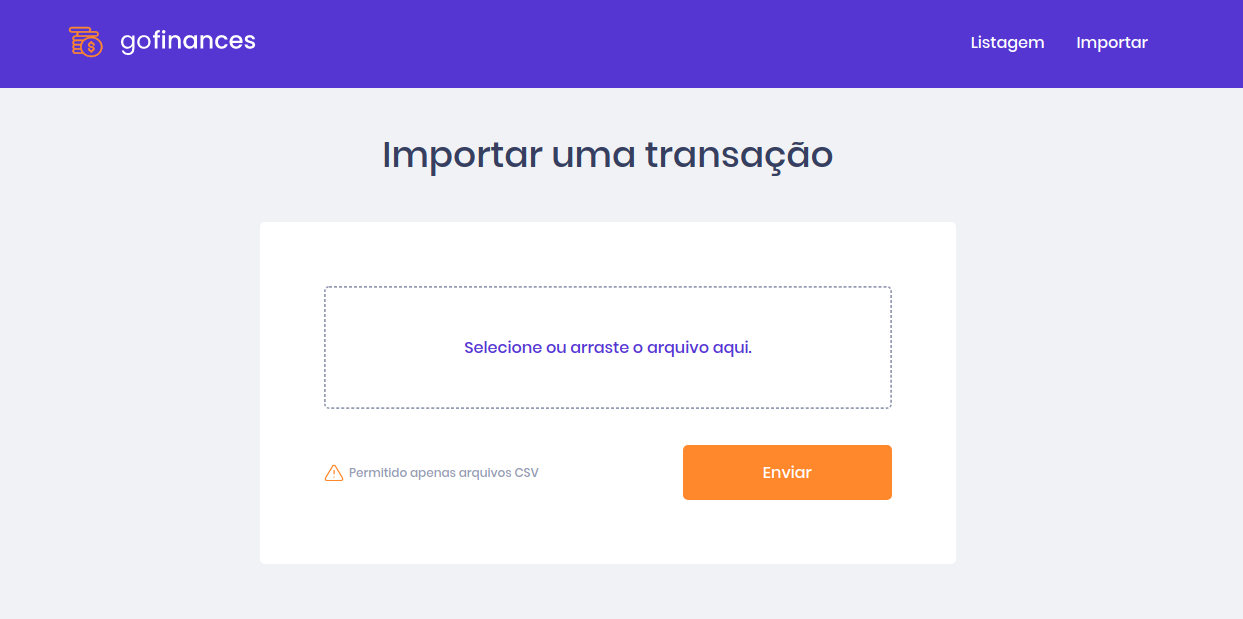 gofinances
Listagem
Importar
Importar uma transação
Selecione ou arraste o arquivo aqui.
Permitido apenas arquivos CSV
Enviar